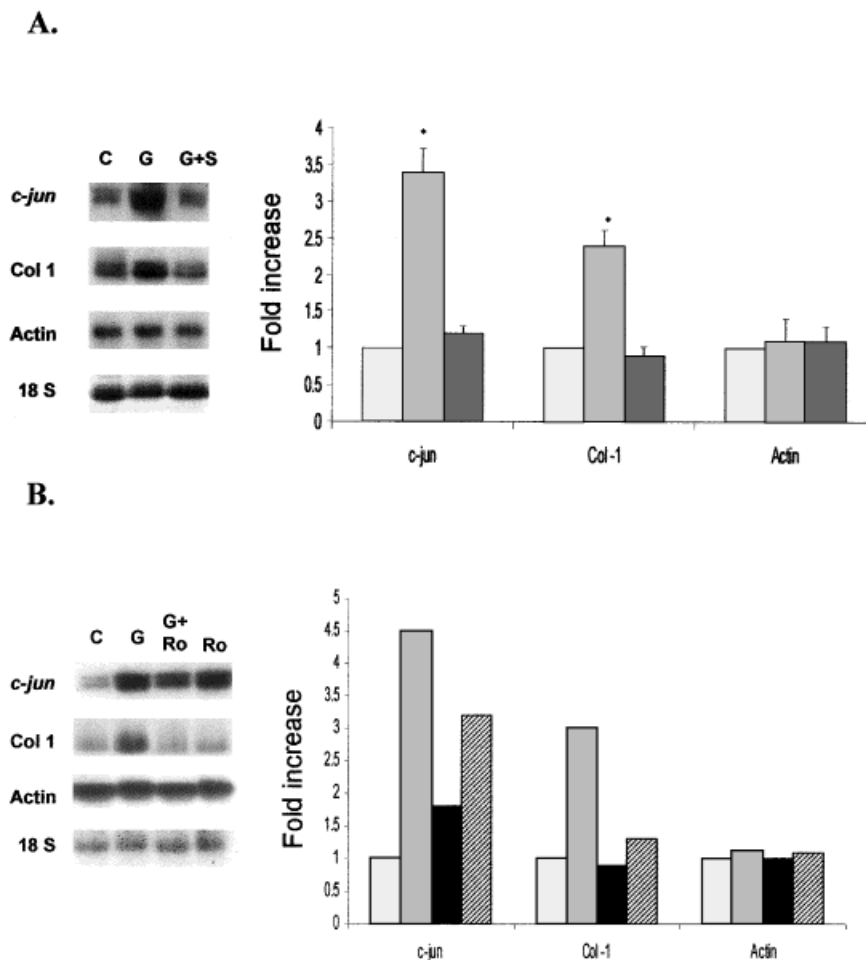 A.
C G G+S
c-jun
Col 1
Actin
18 S
Fold increase
4
3.5
3
2.5
2
1.5
1
0.5
0
c-jun Col-1 Actin
B.
C G G+ Ro Ro
c-jun
Col 1
Actin
18 S
Fold increase
5
4.5
4
3.5
3
2.5
2
1.5
1
0.5
0
c-jun Col-1 Actin